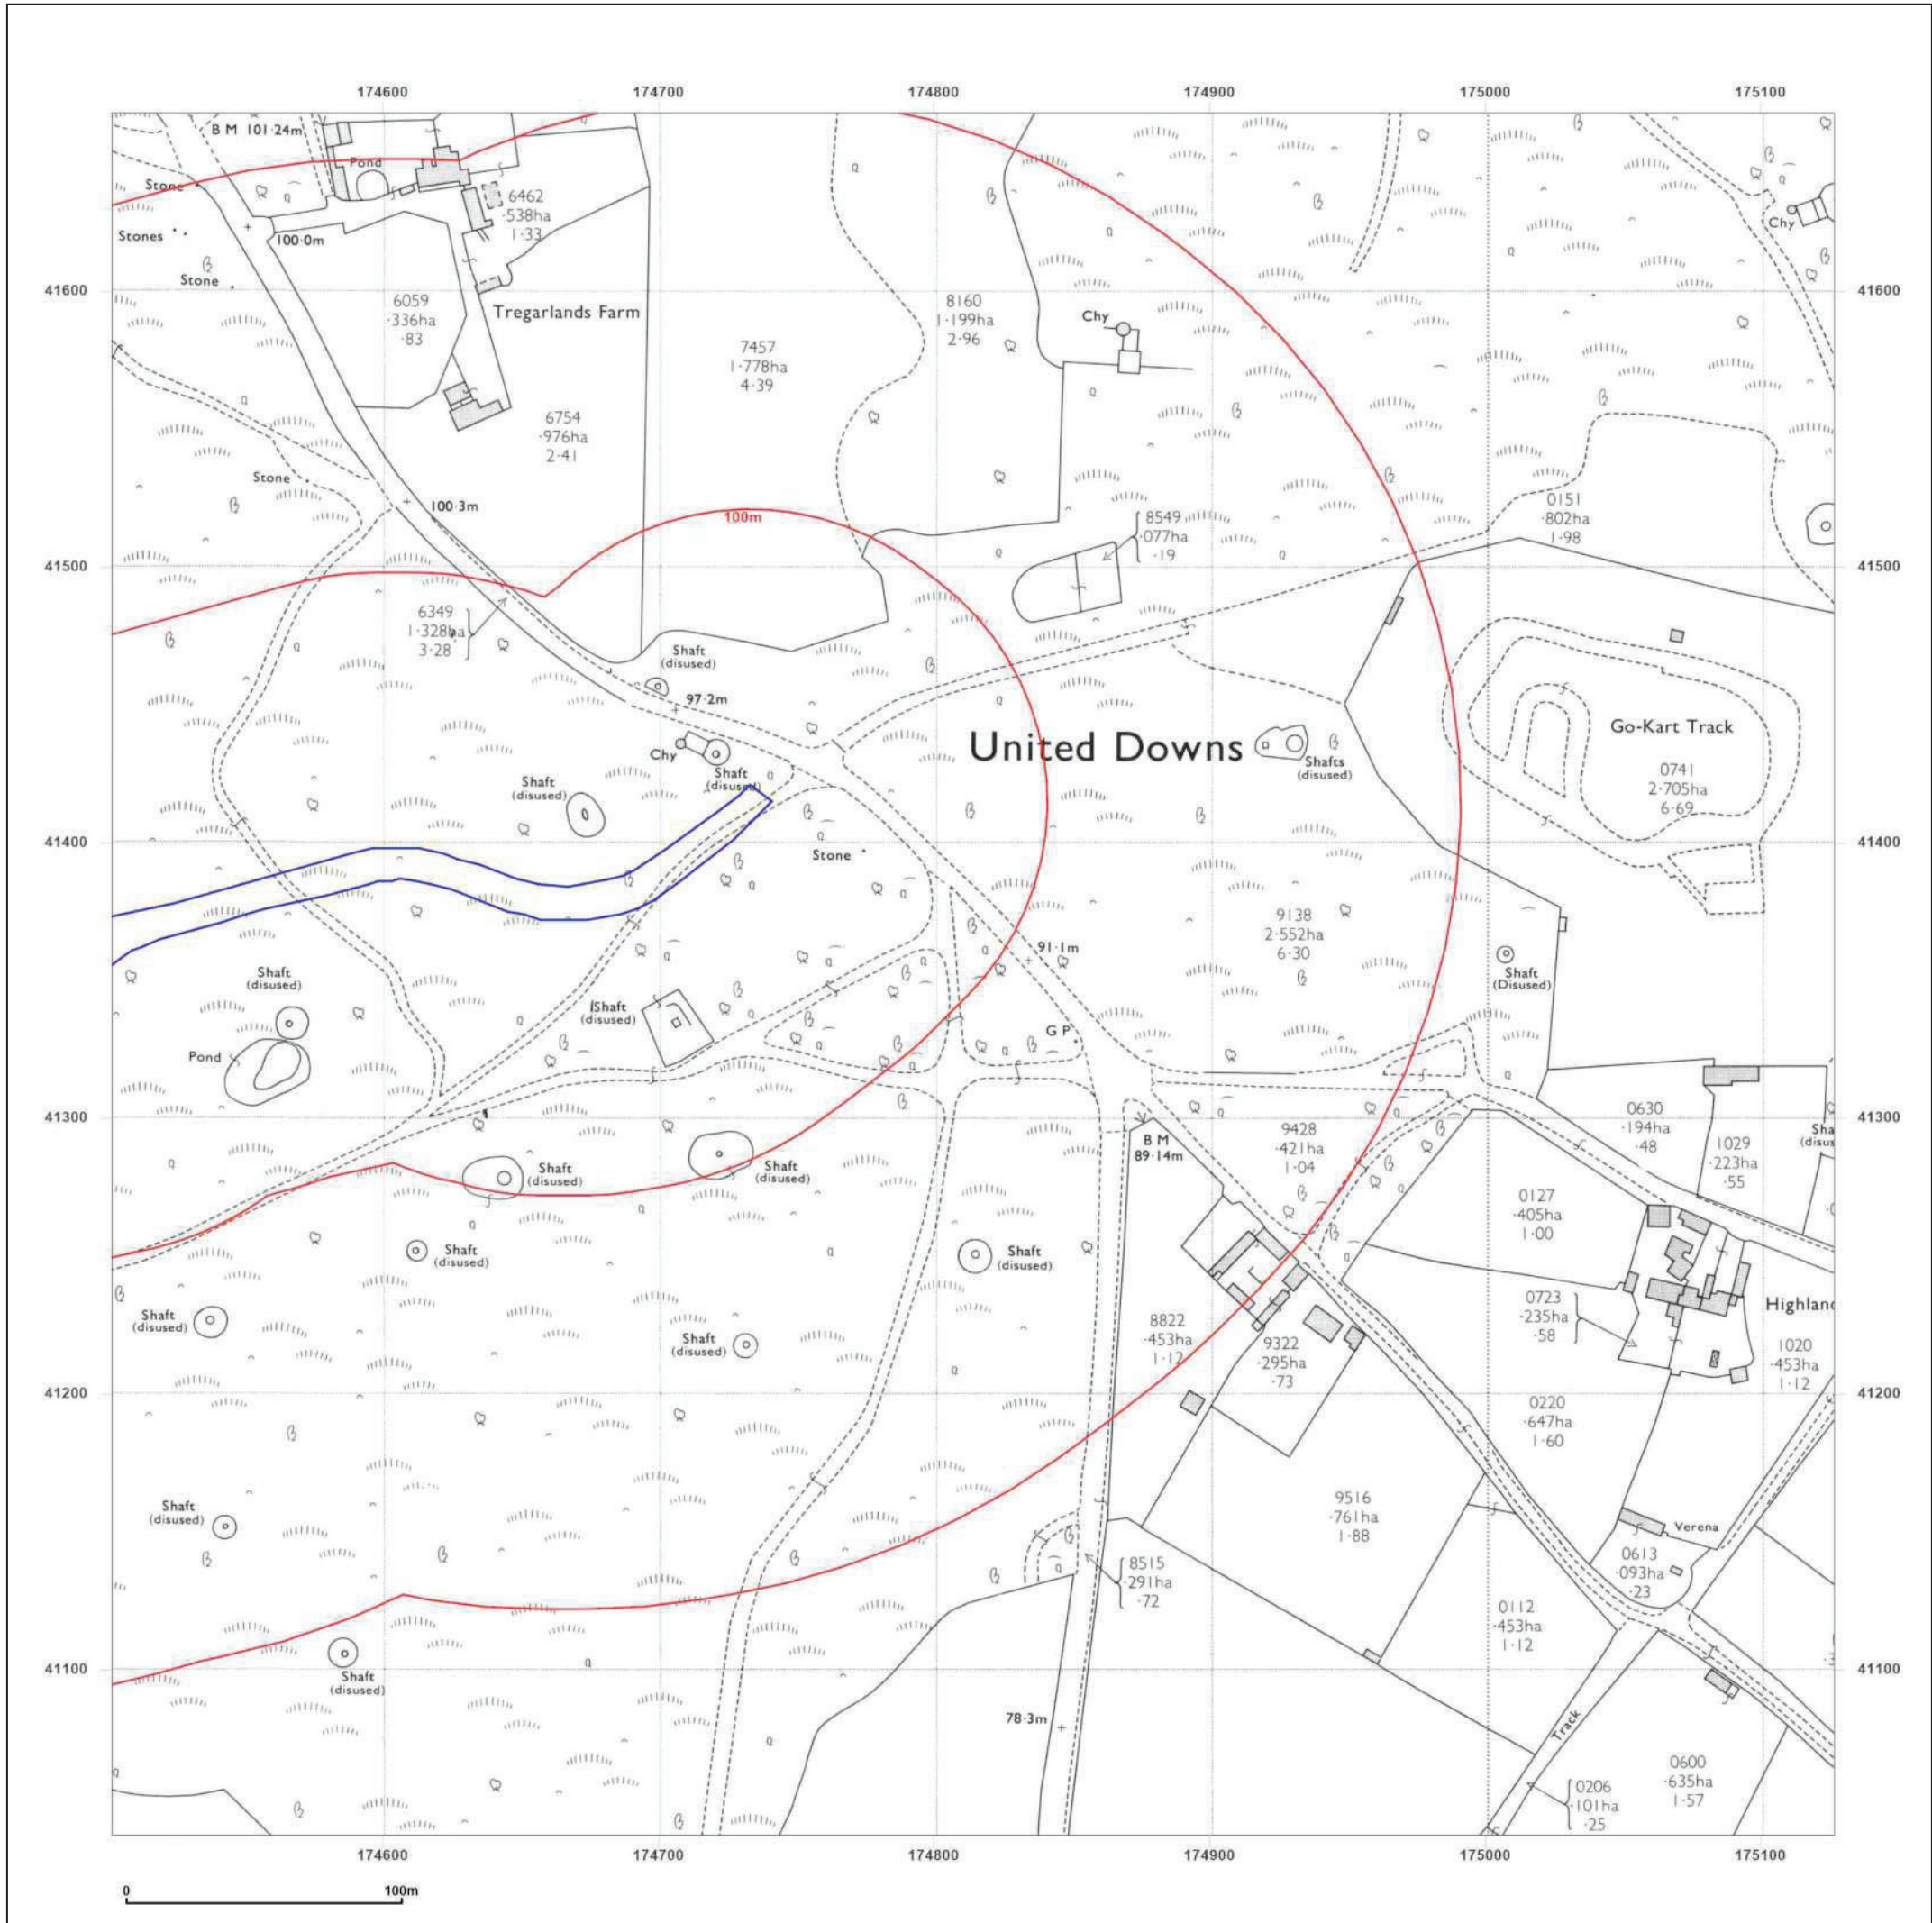 174600
174700
174800
174900
175000
175100
B M 101·24m
Pond
Stone
Stones
Stone
100·0m
6462
·538ha
1·33
Chy
41600
41600
6059
·336ha
·83
Tregarlands Farm
8160
1·199ha
2·96
Chy
7457
1·778ha
4·39
6754
·976ha
2·41
Stone
100·3m
100m
8549
·077ha
·19
0151
·802ha
1·98
41500
41500
6349
1·328ha
3·28
Shaft
(disused)
97·2m
Chy
Shaft
(disused)
Shaft
(disused)
United Downs
Shafts
(disused)
Go-Kart Track
0741
2·705ha
6·69
41400
41400
Stone
9138
2·552ha
6·30
91·1m
Shaft
(disused)
Shaft
(Disused)
Shaft
(disused)
Pond
G P
41300
41300
B M
89·14m
9428
·421ha
1·04
0630
·194ha
·48
1029
·223ha
·55
Sha
(disus
Shaft
(disused)
Shaft
(disused)
0127
·405ha
1·00
Shaft
(disused)
Shaft
(disused)
Shaft
(disused)
Shaft
(disused)
8822
·453ha
1·12
9322
·295ha
·73
0723
·235ha
·58
Highland
1020
·453ha
1·12
41200
41200
0220
·647ha
1·60
Shaft
(disused)
9516
·761ha
1·88
Verena
0613
·093ha
·23
8515
·291ha
·72
0112
·453ha
1·12
41100
41100
Shaft
(disused)
78·3m
Track
0600
·635ha
1·57
0206
·101ha
·25
174600
174700
174800
174900
175000
175100
0
100m